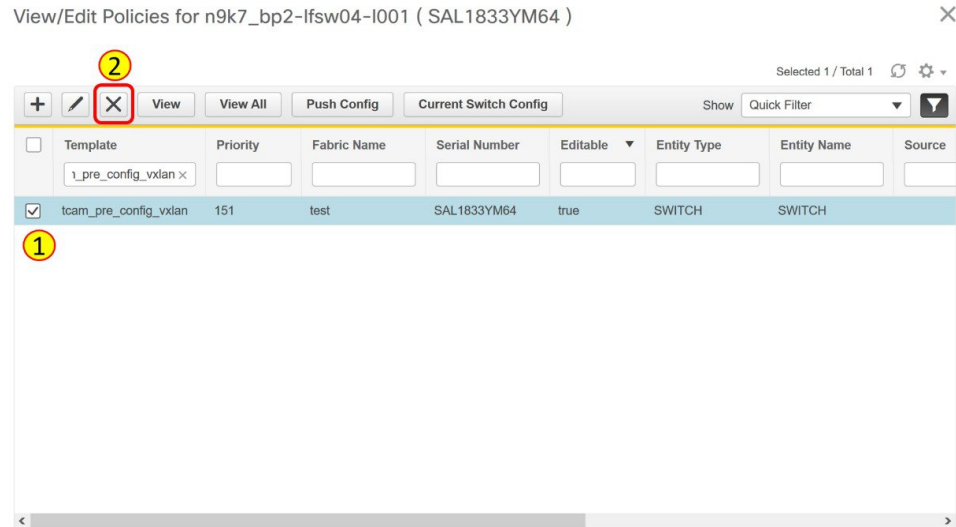 View/Edit Policies for n9k7_bp2-lfsw04-l001 ( SAL1833YM64 )
2
Selected 1 / Total 1
View View All Push Config Current Switch Config Show Quick Filter
Template Priority Fabric Name Serial Number Editable Entity Type Entity Name Source
_pre_config_vxlan ×
tcam_pre_config_vxlan 151 test SAL1833YM64 true SWITCH SWITCH
1